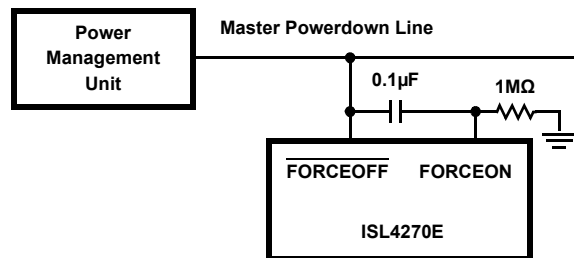 Power
Management
Unit
Master Powerdown Line
0.1µF
1MΩ
FORCEOFF FORCEON
ISL4270E